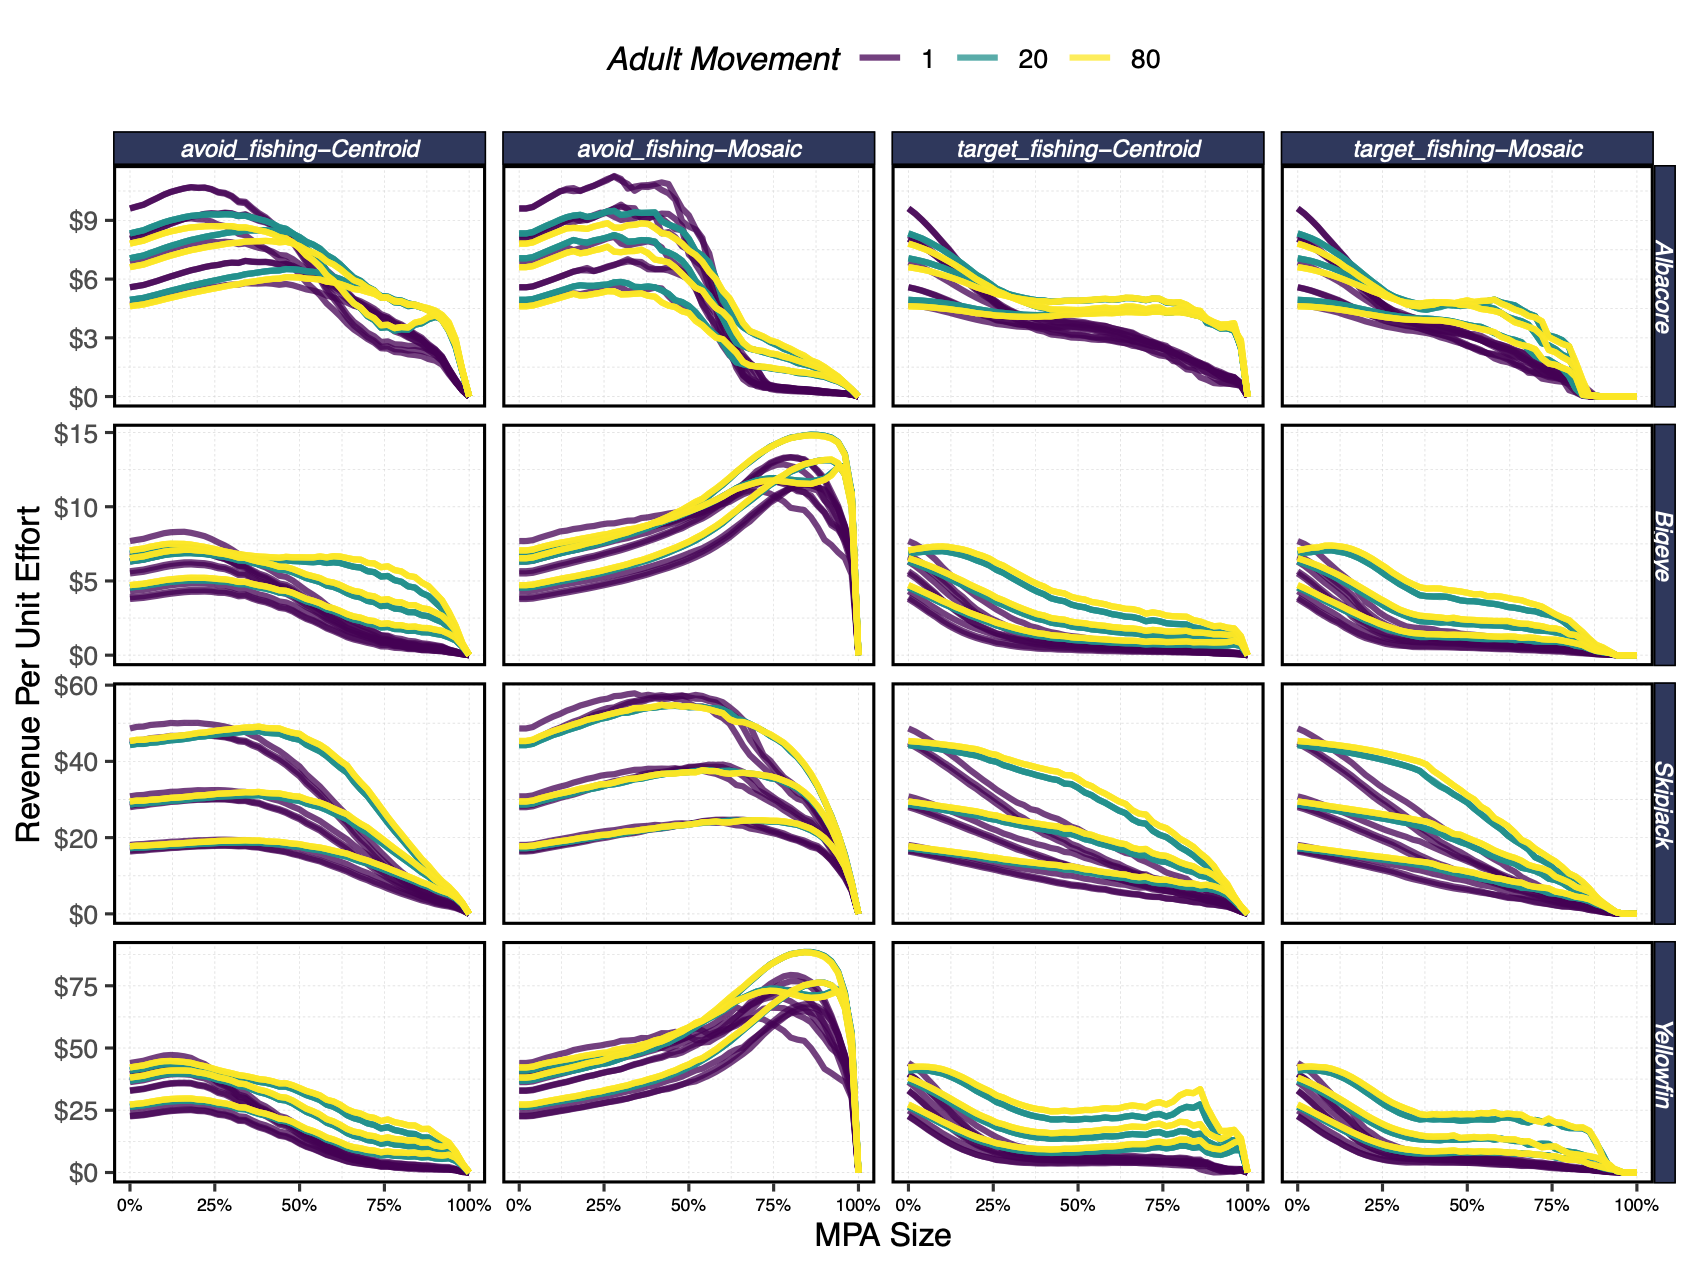 Adult Movement 1 20 80
avoid_fishing−Centroid avoid_fishing−Mosaic target_fishing−Centroid target_fishing−Mosaic
$9
$6
$3
$0
Albacore
$15
$10
$5
$0
Bigeye
$60
$40
$20
$0
Skipjack
$75
$50
$25
$0
Yellowfin
Revenue Per Unit Effort
0% 25% 50% 75% 100% 0% 25% 50% 75% 100% 0% 25% 50% 75% 100% 0% 25% 50% 75% 100%
MPA Size